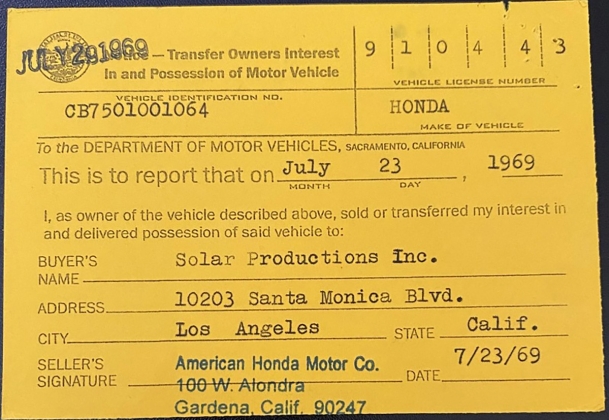 JULY 29 1969
Notice — Transfer Owners Interest
In and Possession of Motor Vehicle
9 1 0 4 4 3
VEHICLE LICENSE NUMBER
VEHICLE IDENTIFICATION NO.
CB7501001064
HONDA
MAKE OF VEHICLE
To the DEPARTMENT OF MOTOR VEHICLES, SACRAMENTO, CALIFORNIA
This is to report that on July 23, 1969
MONTH DAY
I, as owner of the vehicle described above, sold or transferred my interest in
and delivered possession of said vehicle to:
BUYER'S
NAME Solar Productions Inc.
ADDRESS 10203 Santa Monica Blvd.
CITY Los Angeles STATE Calif.
SELLER'S
SIGNATURE American Honda Motor Co. DATE 7/23/69
100 W. Alondra
Gardena, Calif. 90247